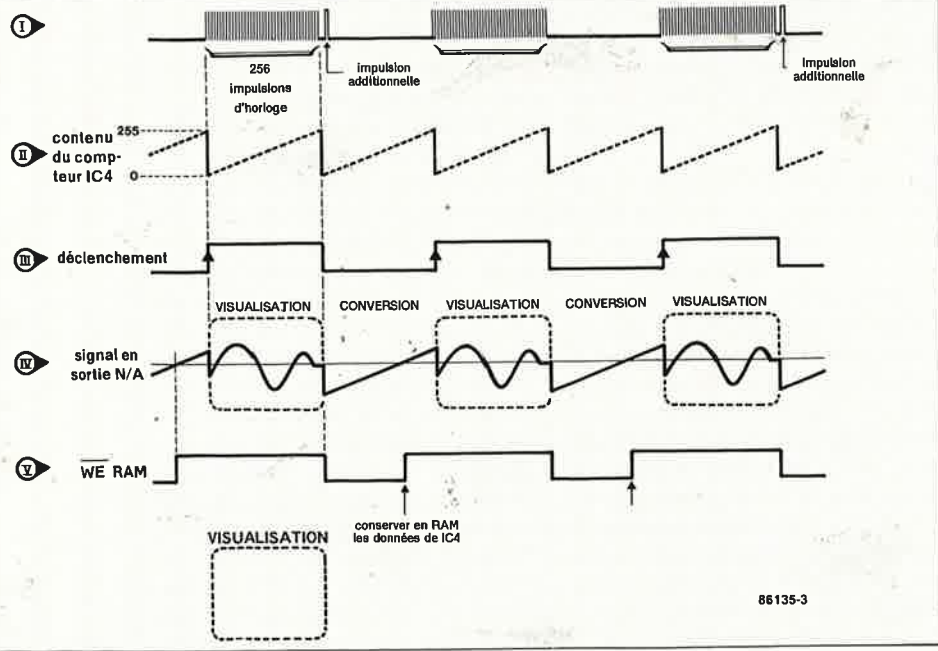 I
256
impulsions
d'horloge
impulsion
additionnelle
Impulsion
additionnelle
II
contenu
du comp-
teur IC4
255
0
III
déclenchement
VISUALISATION CONVERSION VISUALISATION CONVERSION VISUALISATION
IV
signal en
sortie N/A
V
WE RAM
conserver en RAM
les données de IC4
VISUALISATION
86135-3